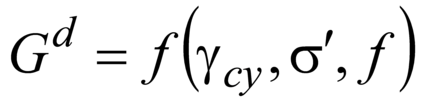 G^d = f(γ_cy, σ′, f)